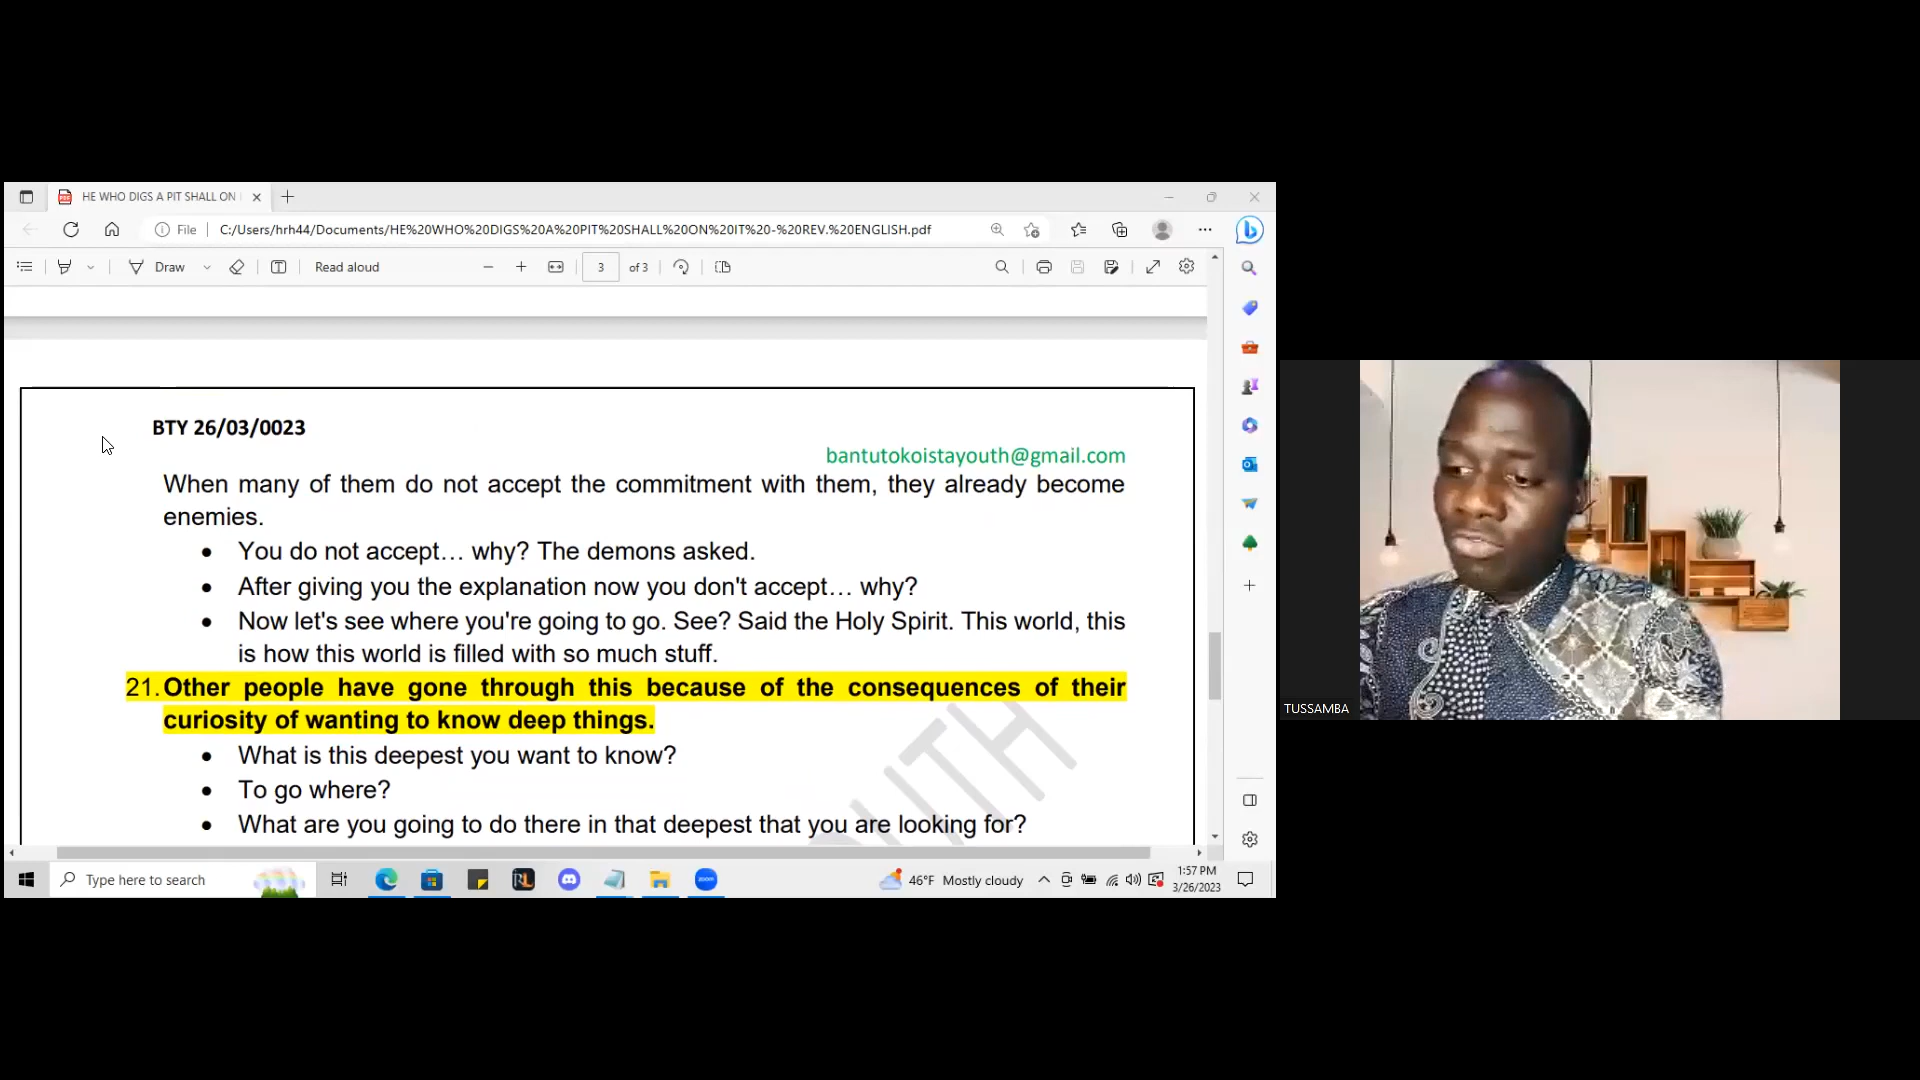 HE WHO DIGS A PIT SHALL ON
File
C:/Users/hrh44/Documents/HE%20WHO%20DIGS%20A%20PIT%20SHALL%20ON%20IT%20-%20REV.%20ENGLISH.pdf
Draw
Read aloud
3
of 3
BTY 26/03/0023
bantutokoistayouth@gmail.com
When many of them do not accept the commitment with them, they already become
enemies.
• You do not accept… why? The demons asked.
• After giving you the explanation now you don't accept… why?
• Now let's see where you're going to go. See? Said the Holy Spirit. This world, this
is how this world is filled with so much stuff.
21. Other people have gone through this because of the consequences of their
curiosity of wanting to know deep things.
• What is this deepest you want to know?
• To go where?
• What are you going to do there in that deepest that you are looking for?
UTH
TUSSAMBA
Type here to search
zoom
46°F Mostly cloudy
1:57 PM
3/26/2023